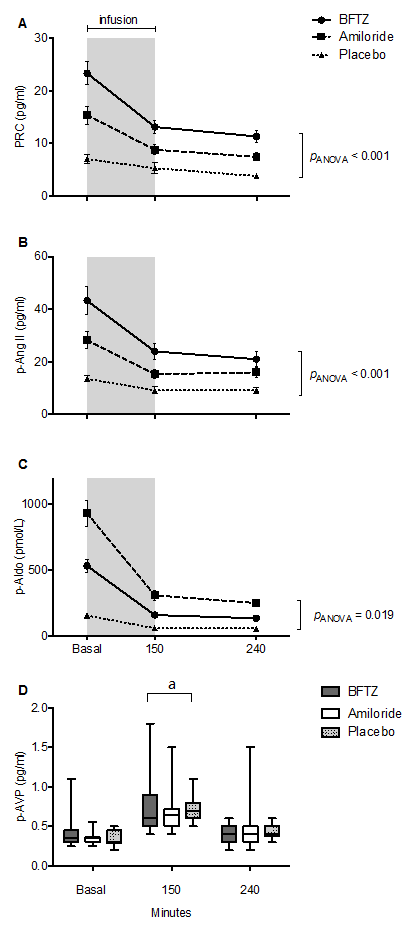 BFTZ
Amiloride
Placebo
A
infusion
30
20
10
0
PRC (pg/ml)
pANOVA < 0.001
B
60
40
20
0
p-Ang II (pg/ml)
pANOVA < 0.001
C
1000
500
0
p-Aldo (pmol/L)
pANOVA = 0.019
Basal 150 240
D
a
BFTZ
Amiloride
Placebo
2.0
1.5
1.0
0.5
0.0
p-AVP (pg/ml)
Basal 150 240
Minutes